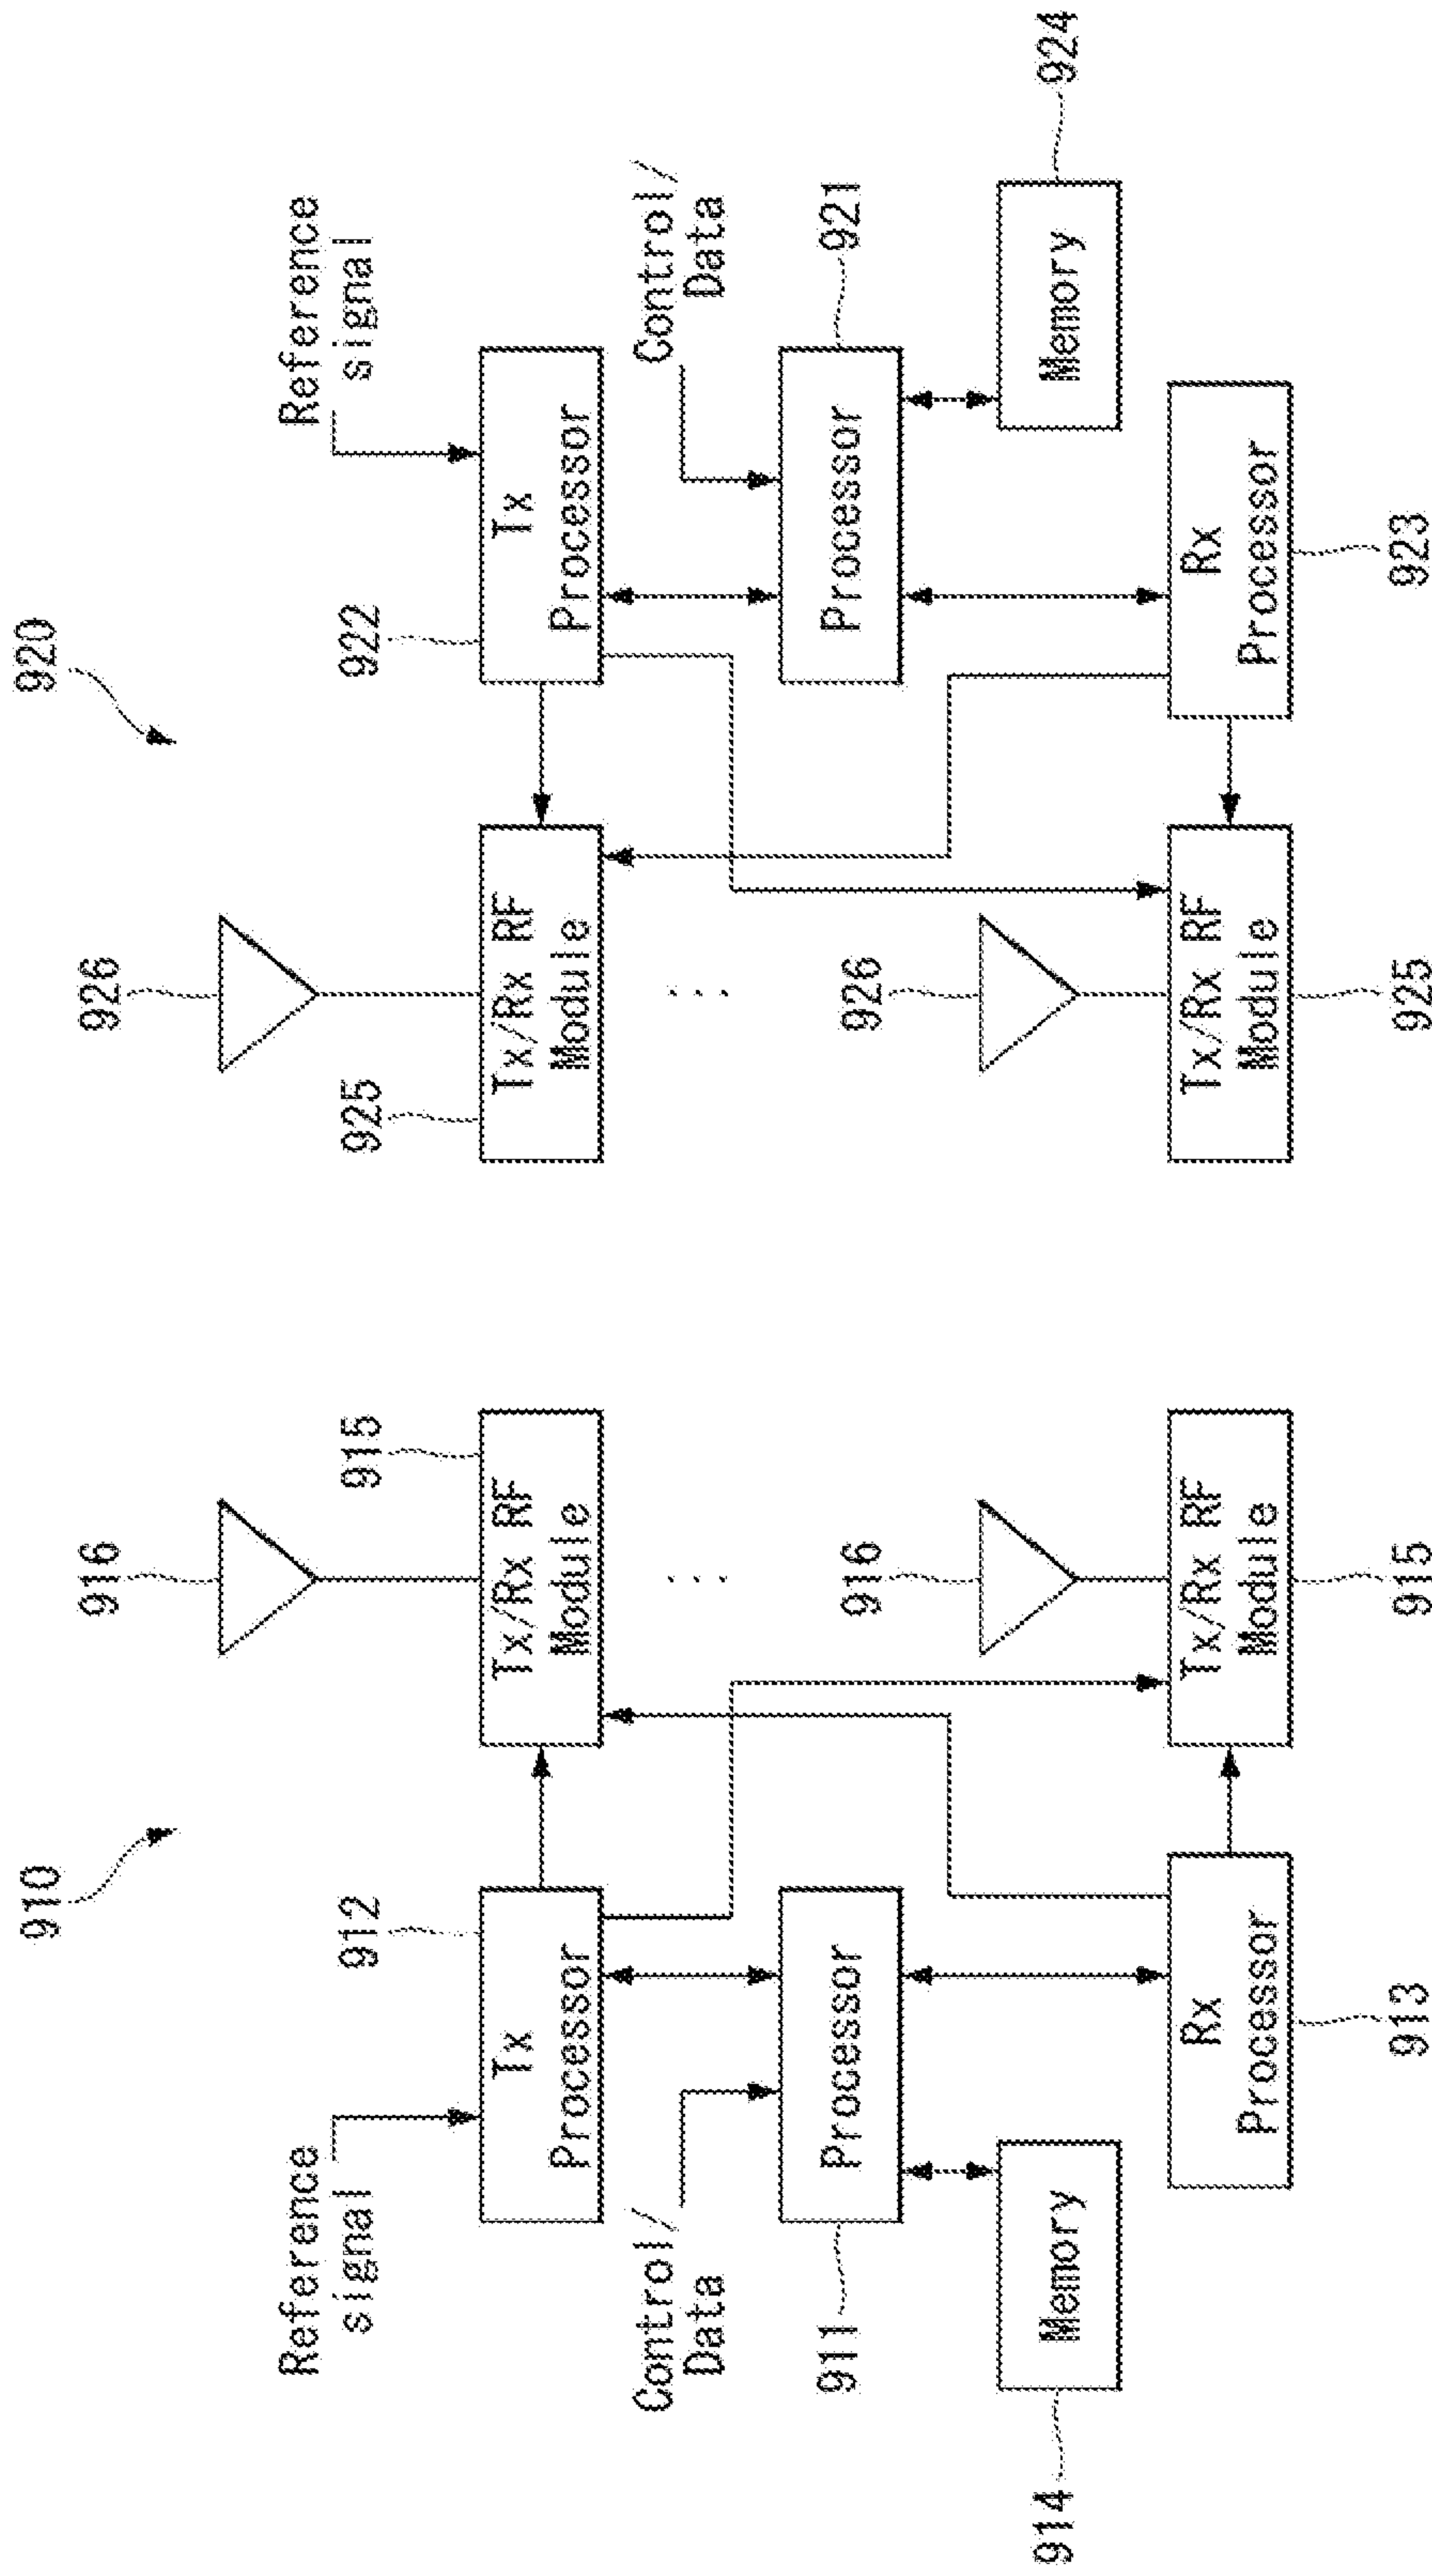 910
Reference
signal
912
Tx
Processor
916
915
Tx/Rx RF
Module
Control/
Data
911
Processor
914
Memory
916
Rx
Processor
913
Tx/Rx RF
Module
915
920
926
925
Tx/Rx RF
Module
922
Tx
Processor
Reference
signal
Control/
Data
921
Processor
924
Memory
926
Tx/Rx RF
Module
925
Rx
Processor
923